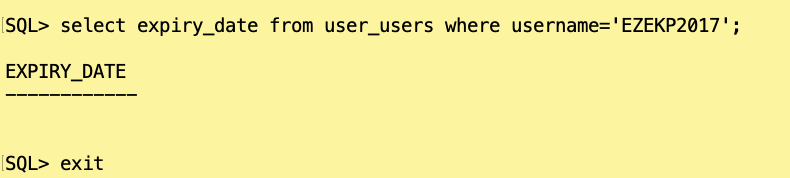 SQL> select expiry_date from user_users where username='EZEKP2017';
EXPIRY_DATE
------------
SQL> exit